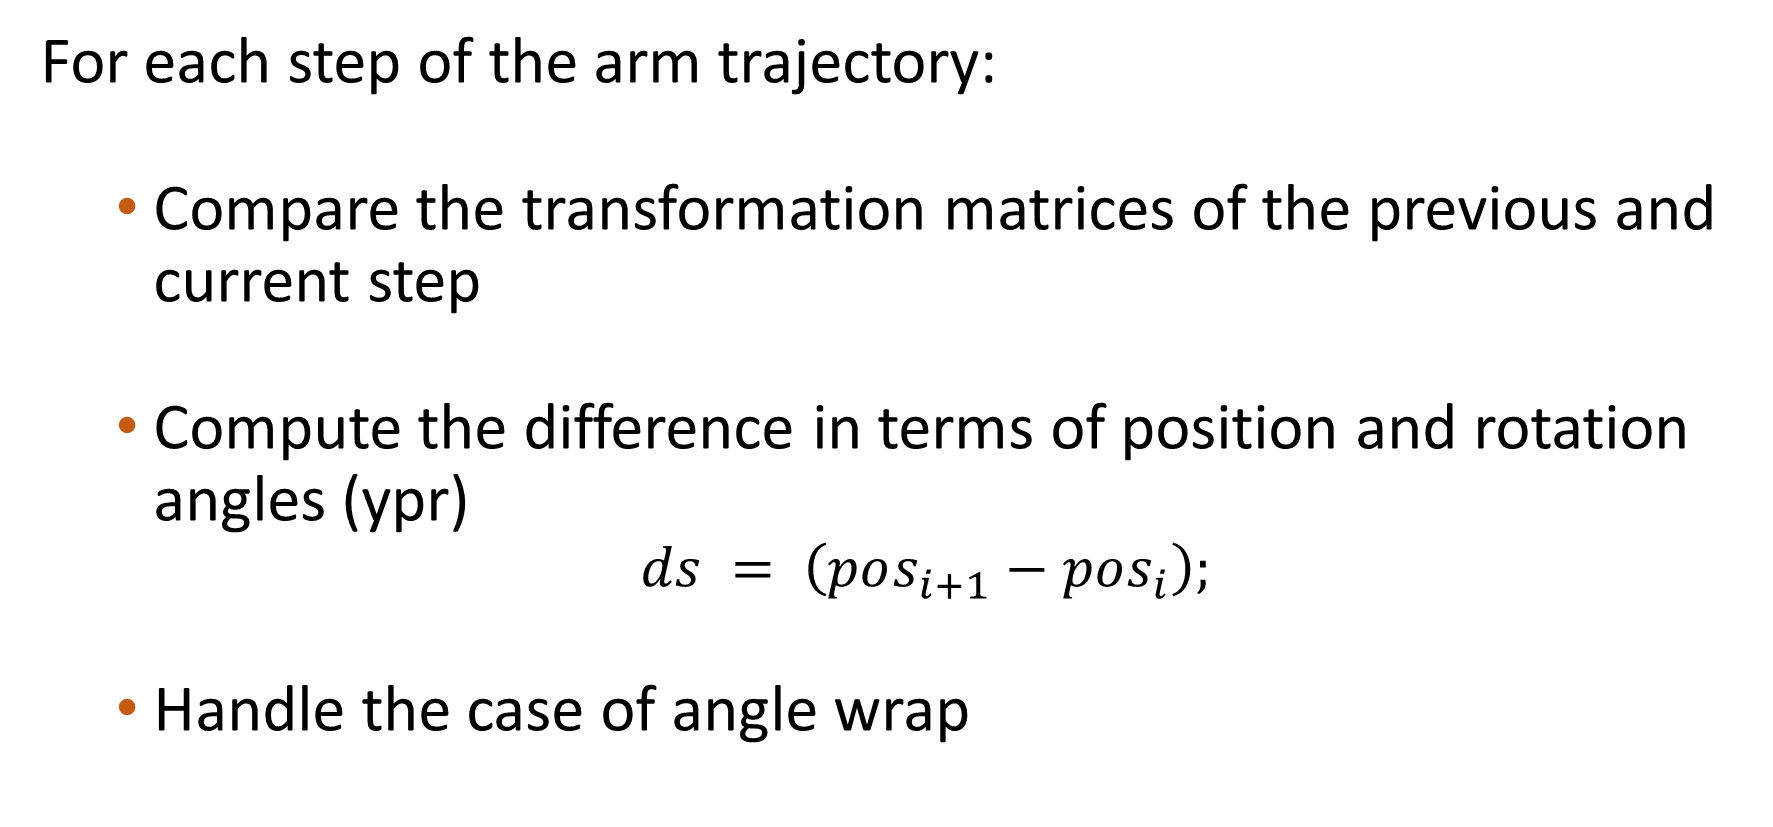 For each step of the arm trajectory:
• Compare the transformation matrices of the previous and
current step
• Compute the difference in terms of position and rotation
angles (ypr)
ds = (pos_{i+1} − pos_i);
• Handle the case of angle wrap